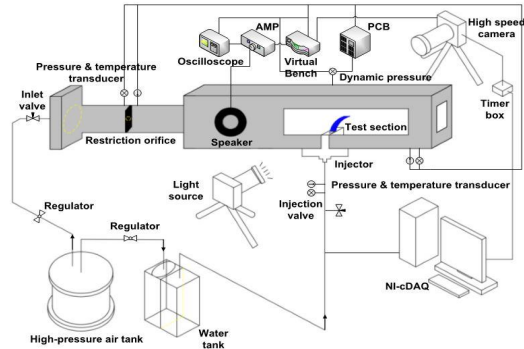 AMP
PCB
High speed
camera
Oscilloscope
Virtual
Bench
Pressure & temperature
transducer
Dynamic pressure
Inlet
valve
Timer
box
Restriction orifice
Speaker
Test section
Injector
Light
source
Pressure & temperature transducer
Injection
valve
Regulator
Regulator
NI-cDAQ
High-pressure air tank
Water
tank